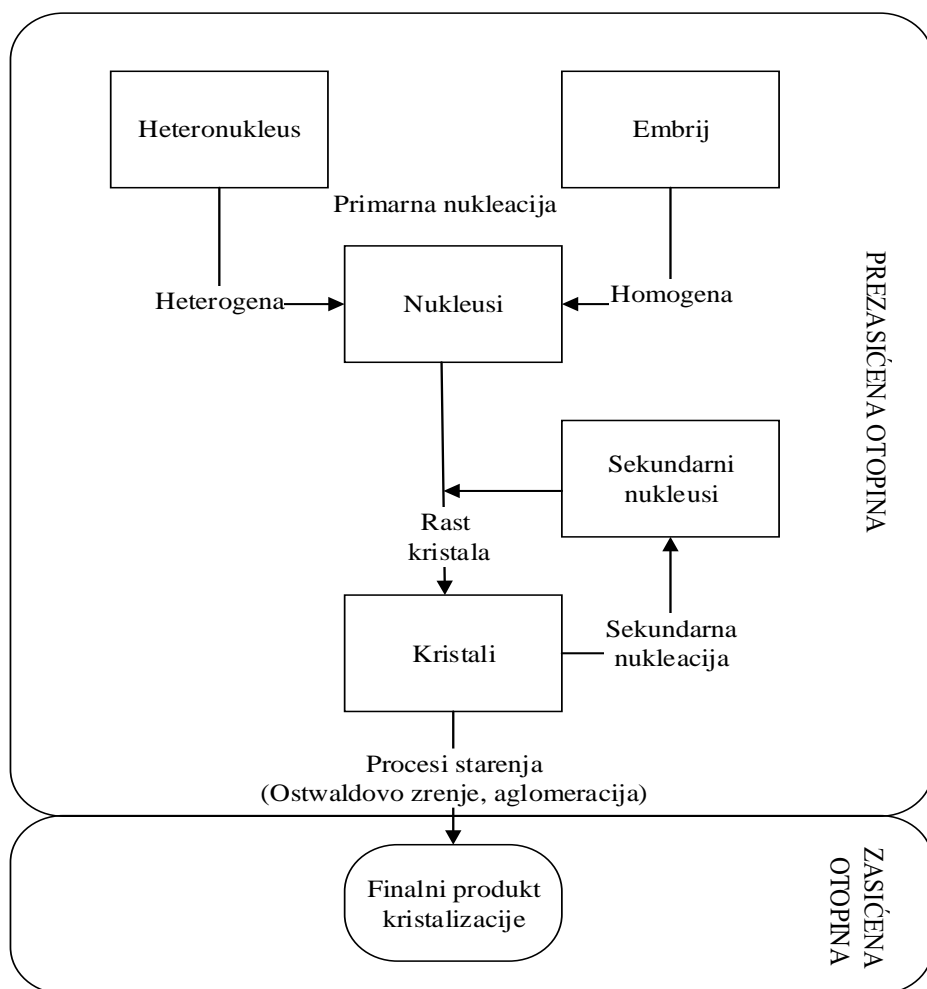 Heteronukleus
Embrij
Primarna nukleacija
Heterogena
Nukleusi
Homogena
Sekundarni
nukleusi
Rast
kristala
Kristali
Sekundarna
nukleacija
Procesi starenja
(Ostwaldovo zrenje, aglomeracija)
Finalni produkt
kristalizacije
PREZASIĆENA OTOPINA
ZASIĆENA
OTOPINA